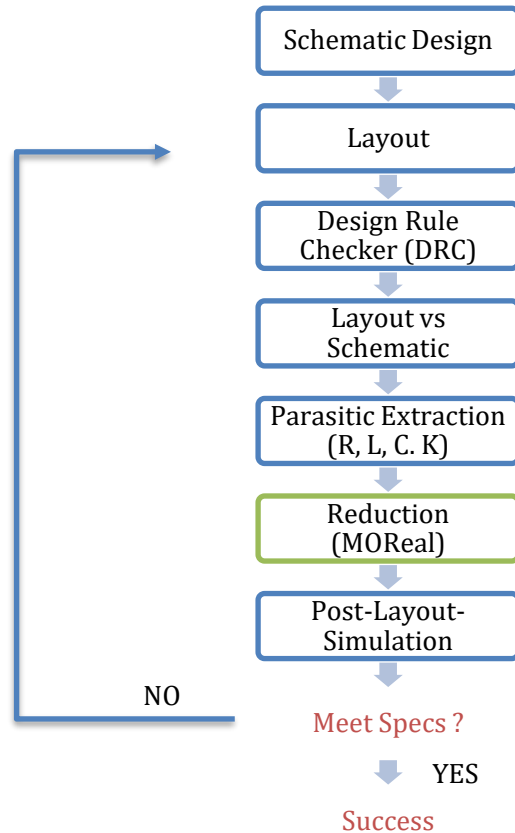 Schematic Design
Layout
Design Rule
Checker (DRC)
Layout vs
Schematic
Parasitic Extraction
(R, L, C. K)
Reduction
(MOReal)
Post-Layout-
Simulation
NO
Meet Specs ?
YES
Success